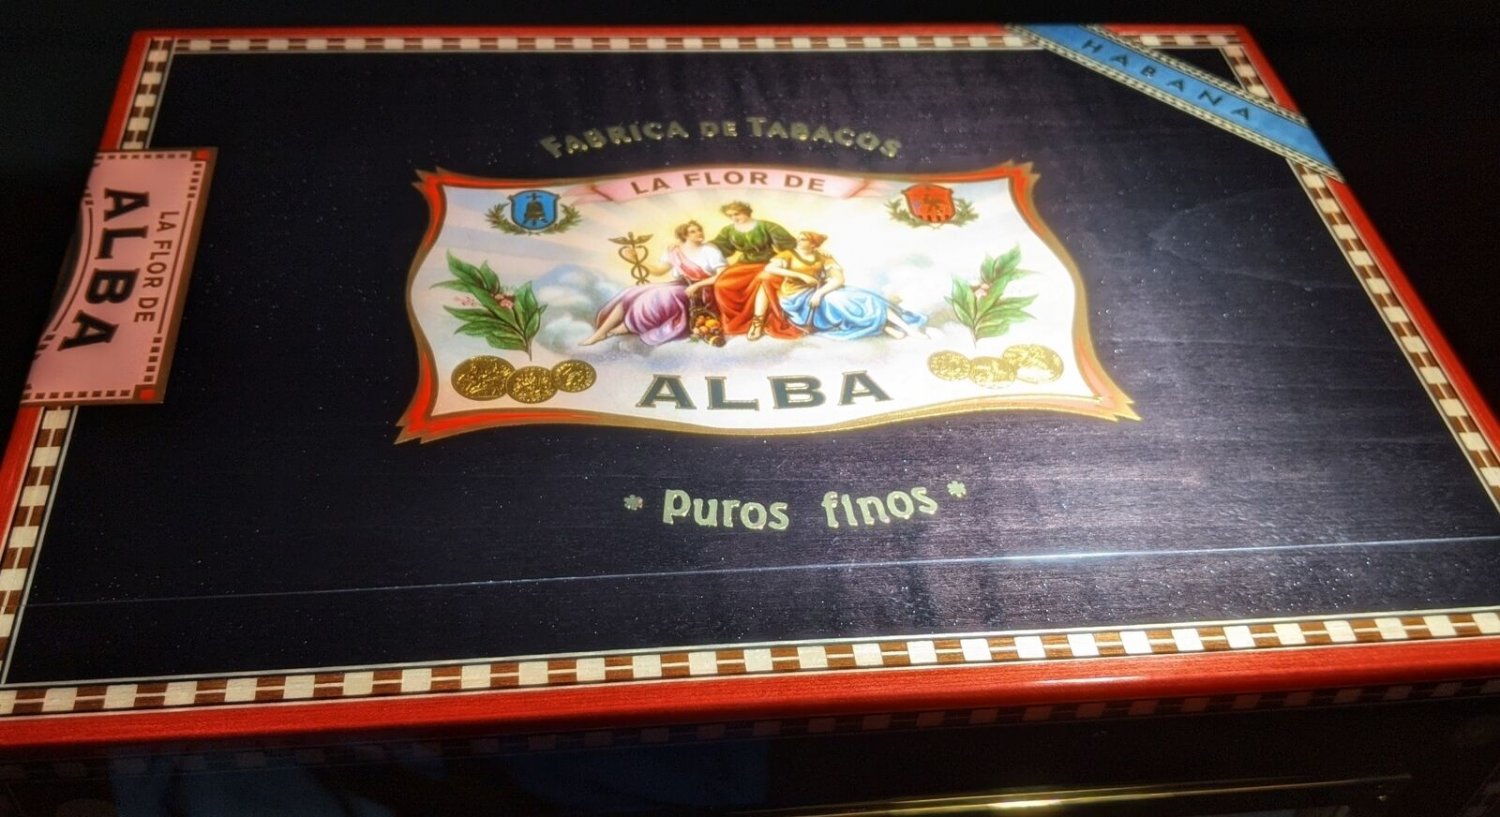 HABANA
FABRICA DE TABACOS
LA FLOR DE
ALBA
LA FLOR DE
ALBA
* Puros finos *